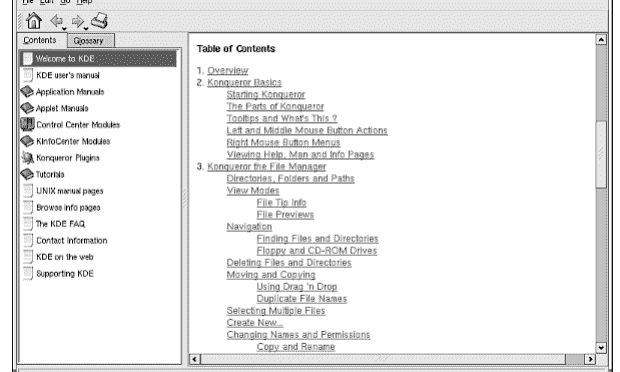 File Edit Go Help
Contents Glossary
Welcome to KDE
KDE user's manual
Application Manuals
Applet Manuals
Control Center Modules
KInfoCenter Modules
Konqueror Plugins
Tutorials
UNIX manual pages
Browse info pages
The KDE FAQ
Contact Information
KDE on the web
Supporting KDE
Table of Contents
1. Overview
2. Konqueror Basics
Starting Konqueror
The Parts of Konqueror
Tooltips and What's This ?
Left and Middle Mouse Button Actions
Right Mouse Button Menus
Viewing Help, Man and Info Pages
3. Konqueror the File Manager
Directories, Folders and Paths
View Modes
File Tip Info
File Previews
Navigation
Finding Files and Directories
Floppy and CD-ROM Drives
Deleting Files and Directories
Moving and Copying
Using Drag 'n Drop
Duplicate File Names
Selecting Multiple Files
Create New...
Changing Names and Permissions
Copy and Rename